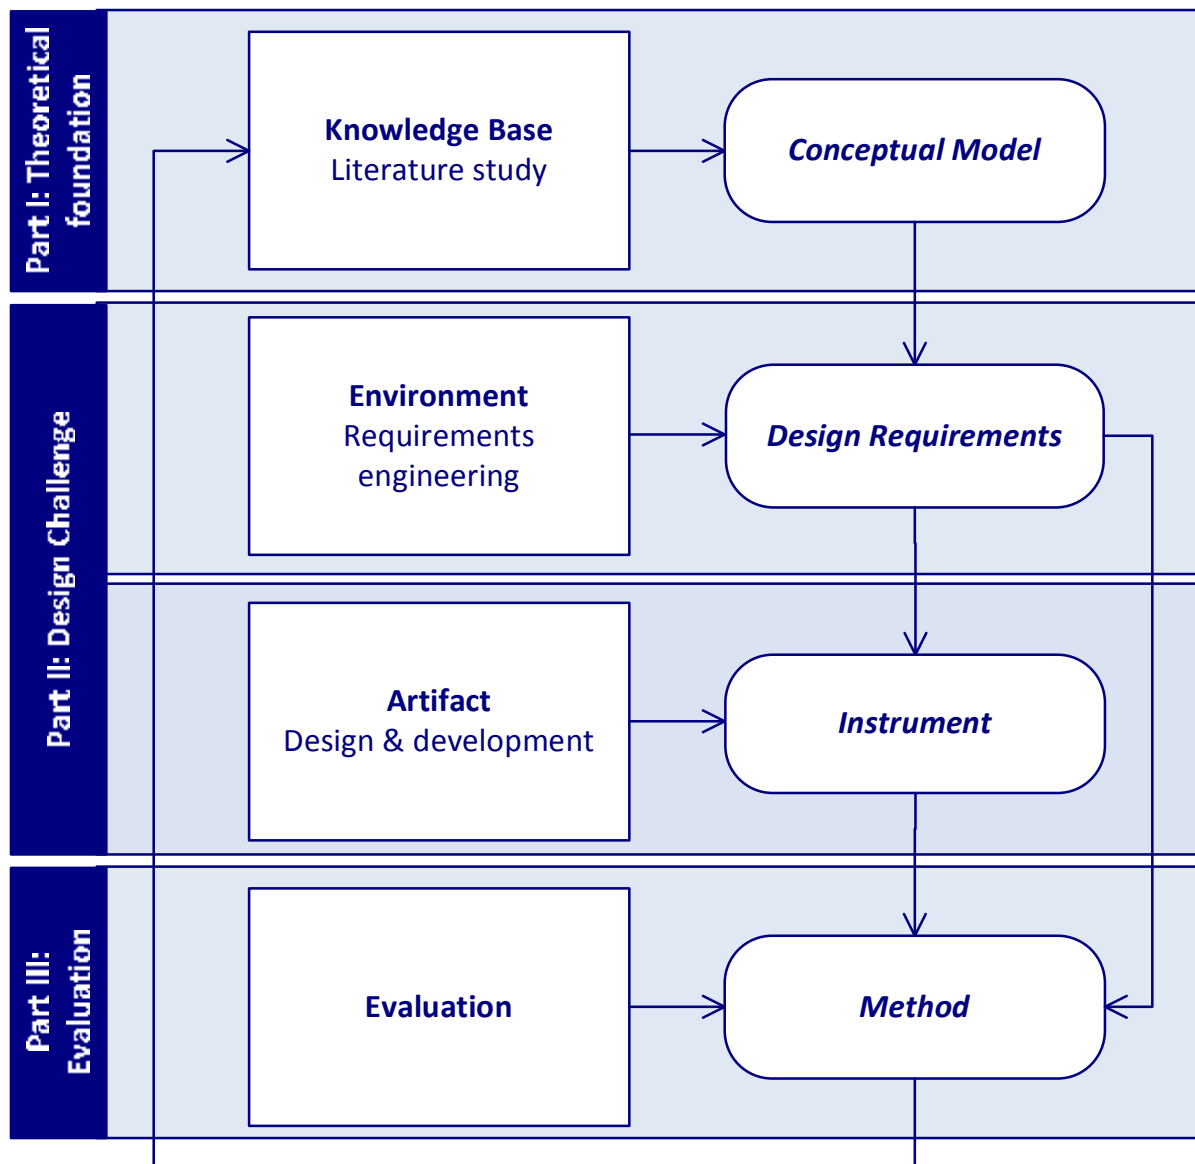 Part I: Theoretical
foundation
Knowledge Base
Literature study
Conceptual Model
Part II: Design Challenge
Environment
Requirements
engineering
Design Requirements
Artifact
Design & development
Instrument
Part III:
Evaluation
Evaluation
Method